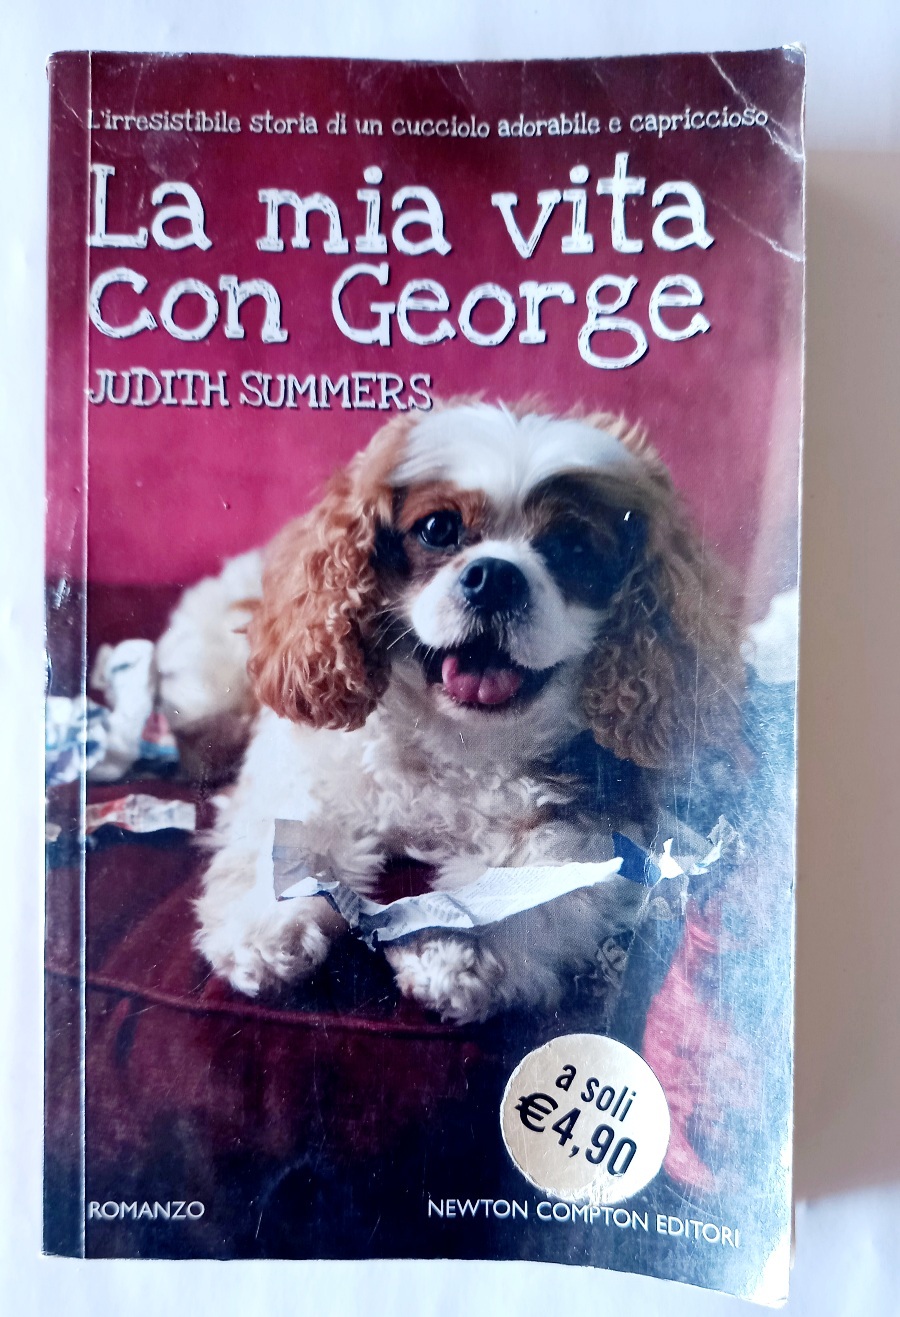 L'irresistibile storia di un cucciolo adorabile e capriccioso
La mia vita
con George
JUDITH SUMMERS
a soli
€4,90
ROMANZO
NEWTON COMPTON EDITORI